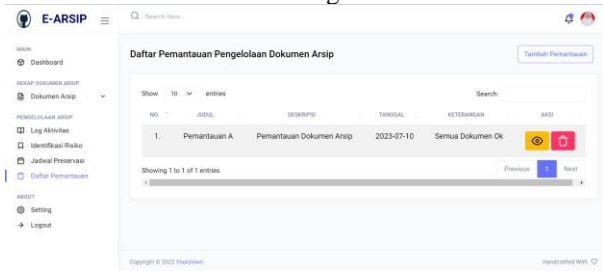 E-ARSIP
Search here...
MAIN
Dashboard
REKAP DOKUMEN ARSIP
Dokumen Arsip
PENGELOLAAN ARSIP
Log Aktivitas
Identifikasi Risiko
Jadwal Preservasi
Daftar Pemantauan
ABOUT
Setting
Logout
Daftar Pemantauan Pengelolaan Dokumen Arsip
Tambah Pemantauan
Show 10 entries
Search:
NO. JUDUL DESKRIPSI TANGGAL KETERANGAN AKSI
1. Pemantauan A Pemantauan Dokumen Arsip 2023-07-10 Semua Dokumen Ok
Showing 1 to 1 of 1 entries
Previous 1 Next
Copyright © 2022
Handcrafted With